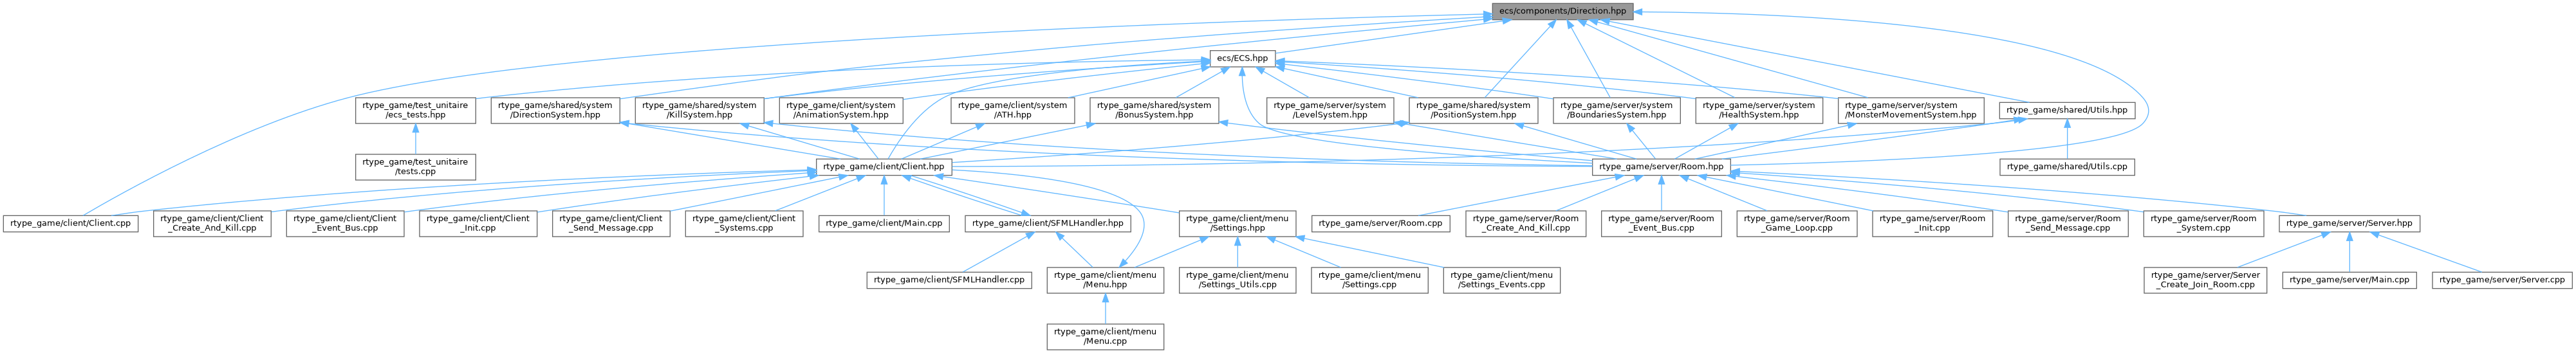 ecs/components/Direction.hpp
ecs/ECS.hpp
rtype_game/test_unitaire
/ecs_tests.hpp
rtype_game/shared/system
/DirectionSystem.hpp
rtype_game/shared/system
/KillSystem.hpp
rtype_game/client/system
/AnimationSystem.hpp
rtype_game/client/system
/ATH.hpp
rtype_game/shared/system
/BonusSystem.hpp
rtype_game/server/system
/LevelSystem.hpp
rtype_game/shared/system
/PositionSystem.hpp
rtype_game/server/system
/BoundariesSystem.hpp
rtype_game/server/system
/HealthSystem.hpp
rtype_game/server/system
/MonsterMovementSystem.hpp
rtype_game/shared/Utils.hpp
rtype_game/test_unitaire
/tests.cpp
rtype_game/client/Client.hpp
rtype_game/server/Room.hpp
rtype_game/shared/Utils.cpp
rtype_game/client/Client.cpp
rtype_game/client/Client
_Create_And_Kill.cpp
rtype_game/client/Client
_Event_Bus.cpp
rtype_game/client/Client
_Init.cpp
rtype_game/client/Client
_Send_Message.cpp
rtype_game/client/Client
_Systems.cpp
rtype_game/client/Main.cpp
rtype_game/client/SFMLHandler.hpp
rtype_game/client/menu
/Settings.hpp
rtype_game/server/Room.cpp
rtype_game/server/Room
_Create_And_Kill.cpp
rtype_game/server/Room
_Event_Bus.cpp
rtype_game/server/Room
_Game_Loop.cpp
rtype_game/server/Room
_Init.cpp
rtype_game/server/Room
_Send_Message.cpp
rtype_game/server/Room
_System.cpp
rtype_game/server/Server.hpp
rtype_game/client/SFMLHandler.cpp
rtype_game/client/menu
/Menu.hpp
rtype_game/client/menu
/Settings_Utils.cpp
rtype_game/client/menu
/Settings.cpp
rtype_game/client/menu
/Settings_Events.cpp
rtype_game/server/Server
_Create_Join_Room.cpp
rtype_game/server/Main.cpp
rtype_game/server/Server.cpp
rtype_game/client/menu
/Menu.cpp